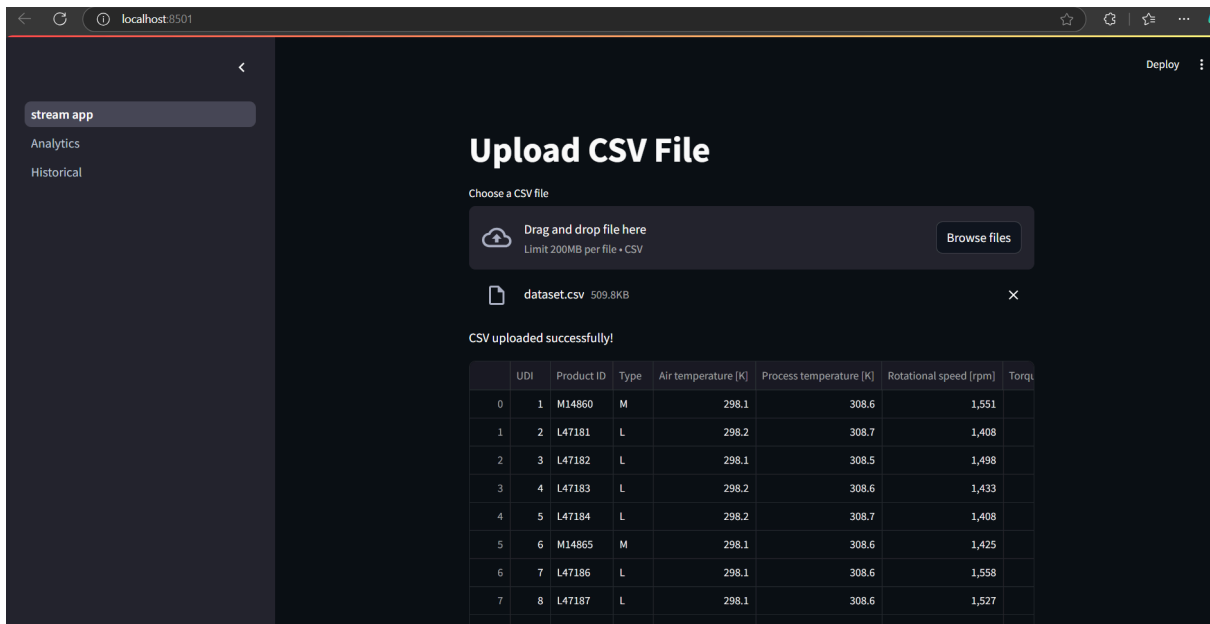 localhost:8501
Deploy
stream app
Analytics
Historical
Upload CSV File
Choose a CSV file
Drag and drop file here
Limit 200MB per file • CSV
Browse files
dataset.csv 509.8KB
CSV uploaded successfully!
UDI Product ID Type Air temperature [K] Process temperature [K] Rotational speed [rpm] Torqu
0 1 M14860 M 298.1 308.6 1,551
1 2 L47181 L 298.2 308.7 1,408
2 3 L47182 L 298.1 308.5 1,498
3 4 L47183 L 298.2 308.6 1,433
4 5 L47184 L 298.2 308.7 1,408
5 6 M14865 M 298.1 308.6 1,425
6 7 L47186 L 298.1 308.6 1,558
7 8 L47187 L 298.1 308.6 1,527